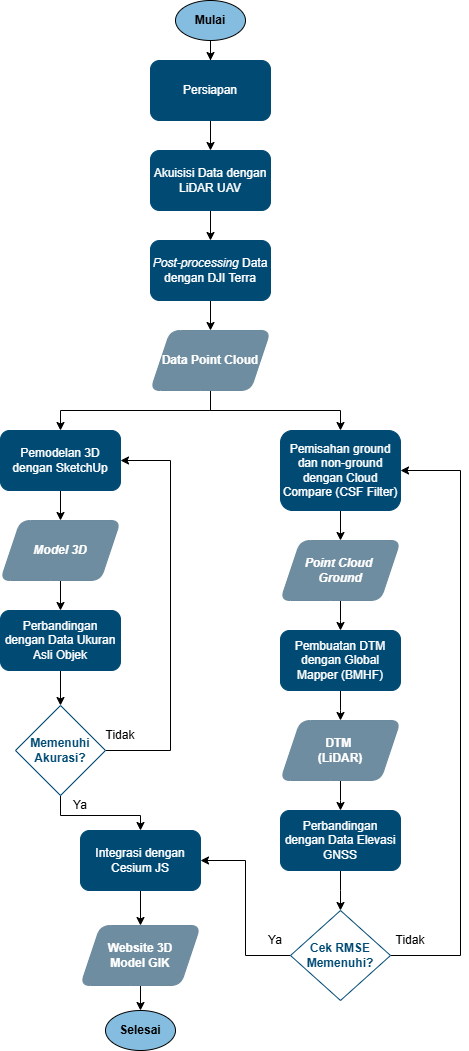 Mulai
Persiapan
Akuisisi Data dengan
LiDAR UAV
Post-processing Data
dengan DJI Terra
Data Point Cloud
Pemodelan 3D
dengan SketchUp
Model 3D
Perbandingan
dengan Data Ukuran
Asli Objek
Memenuhi
Akurasi?
Tidak
Ya
Pemisahan ground
dan non-ground
dengan Cloud
Compare (CSF Filter)
Point Cloud
Ground
Pembuatan DTM
dengan Global
Mapper (BMHF)
DTM
(LiDAR)
Perbandingan
dengan Data Elevasi
GNSS
Cek RMSE
Memenuhi?
Ya
Tidak
Integrasi dengan
Cesium JS
Website 3D
Model GIK
Selesai